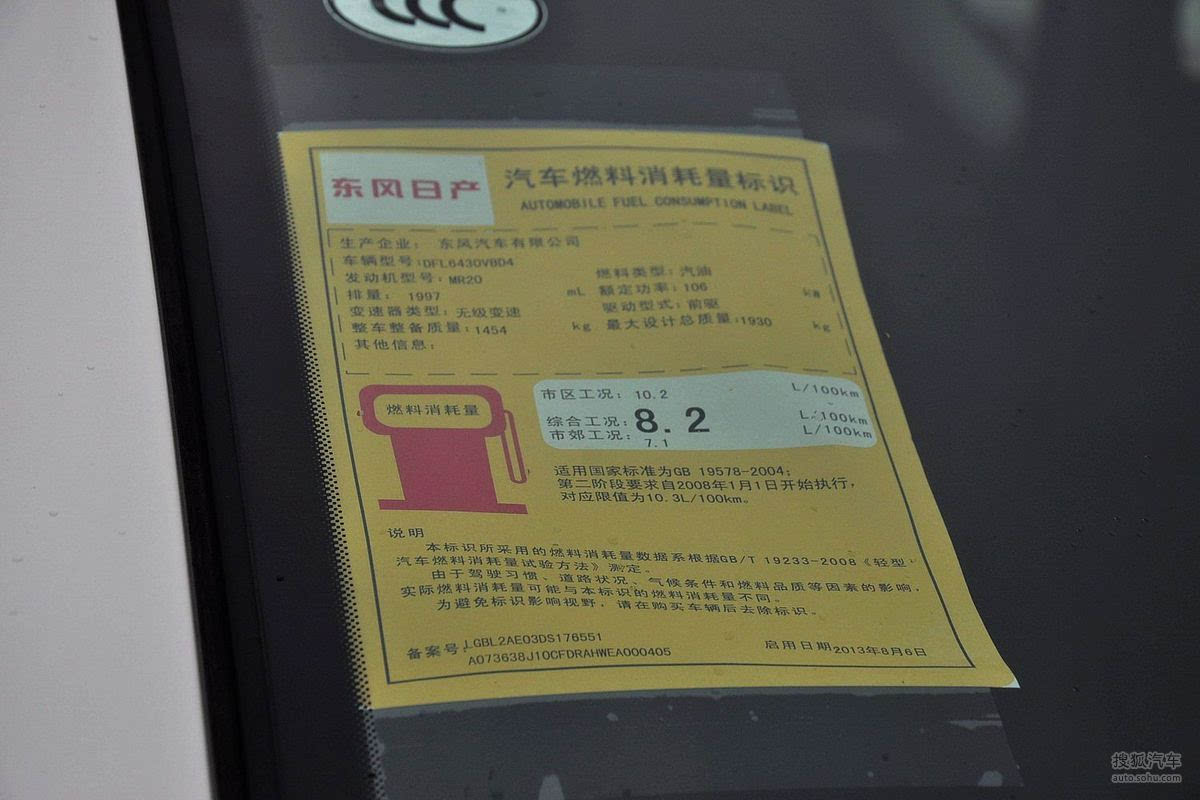 CCC
东风日产
汽车燃料消耗量标识
AUTOMOBILE FUEL CONSUMPTION LABEL
生产企业: 东风汽车有限公司
车辆型号:DFL6430VBD4
发动机型号:MR20 燃料类型:汽油
排量: 1997 mL 额定功率:106 kW
变速器类型:无级变速 驱动型式:前驱
整车整备质量:1454 kg 最大设计总质量:1930 kg
其他信息:
燃料消耗量
市区工况: 10.2 L/100km
综合工况: 8.2 L/100km
市郊工况: 7.1 L/100km
适用国家标准为GB 19578-2004;
第二阶段要求自2008年1月1日开始执行,
对应限值为10.3L/100km。
说明
本标识所采用的燃料消耗量数据系根据GB/T 19233-2008《轻型
汽车燃料消耗量试验方法》测定。
由于驾驶习惯、道路状况、气候条件和燃料品质等因素的影响,
实际燃料消耗量可能与本标识的燃料消耗量不同。
为避免标识影响视野,请在购买车辆后去除标识。
备案号:LGBL2AE03DS176551
A073638J10CFDRAHWEA000405
启用日期2013年8月6日
搜狐汽车
auto.sohu.com